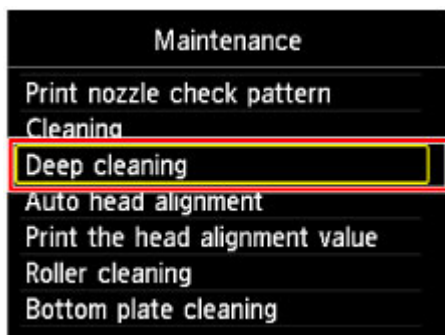 Maintenance
Print nozzle check pattern
Cleaning
Deep cleaning
Auto head alignment
Print the head alignment value
Roller cleaning
Bottom plate cleaning